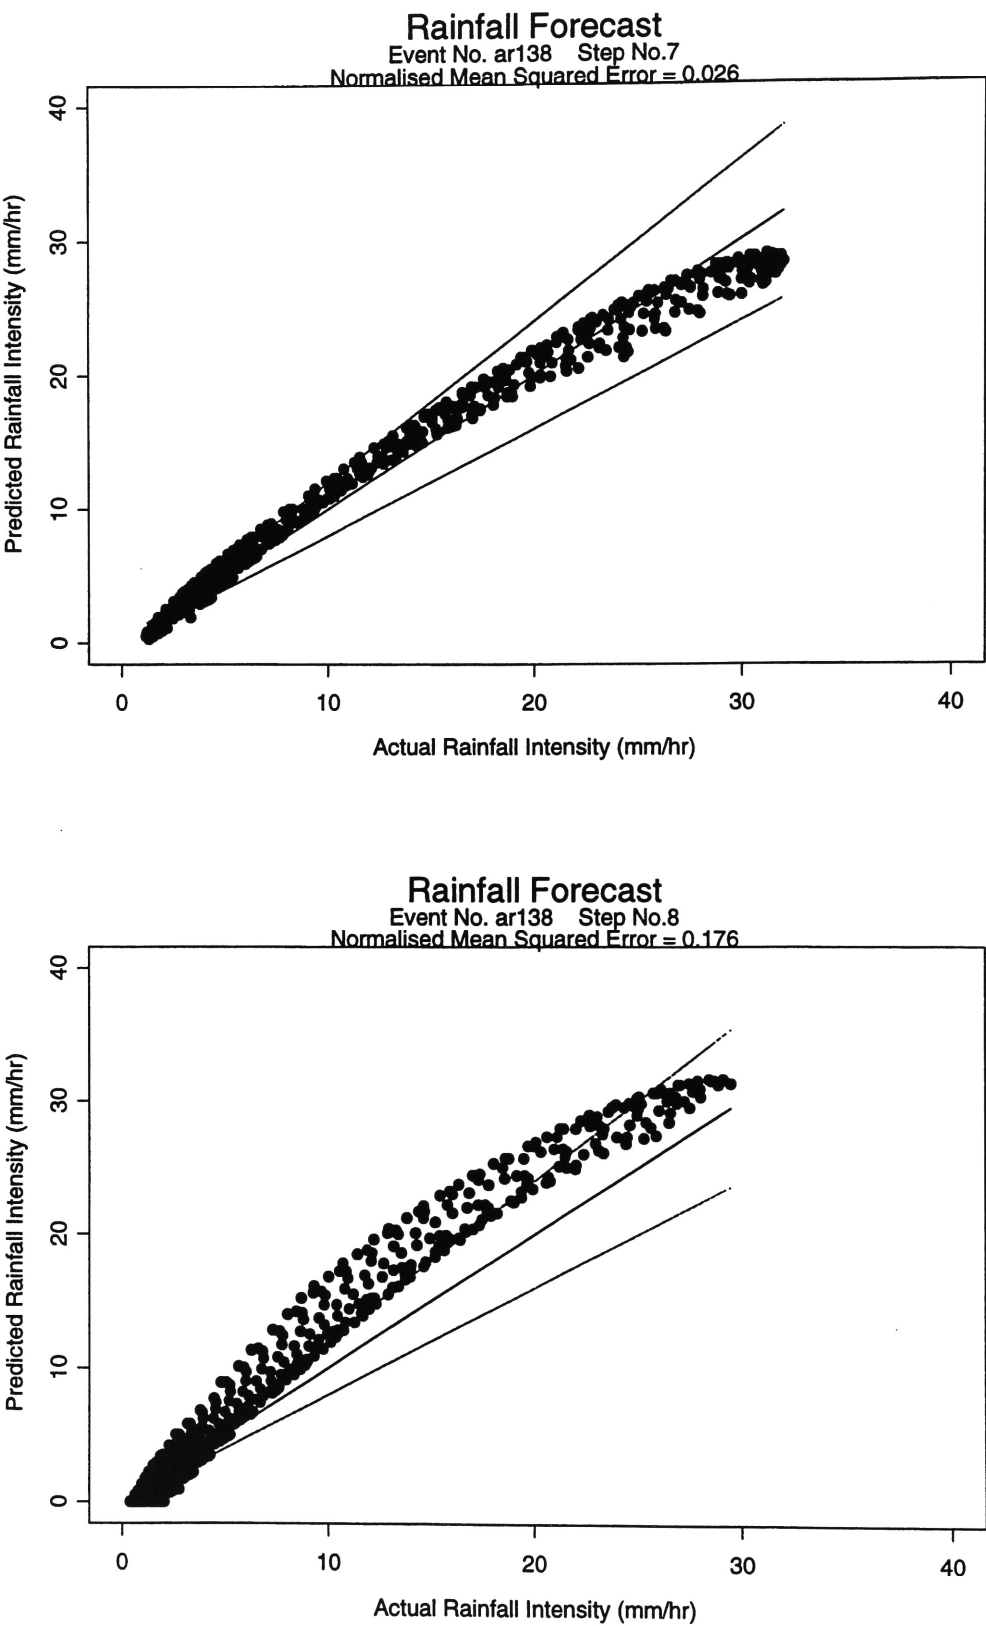 Rainfall Forecast
Event No. ar138 Step No.7
Normalised Mean Squared Error = 0.026
40
30
20
10
0
Predicted Rainfall Intensity (mm/hr)
0 10 20 30 40
Actual Rainfall Intensity (mm/hr)
Rainfall Forecast
Event No. ar138 Step No.8
Normalised Mean Squared Error = 0.176
40
30
20
10
0
Predicted Rainfall Intensity (mm/hr)
0 10 20 30 40
Actual Rainfall Intensity (mm/hr)